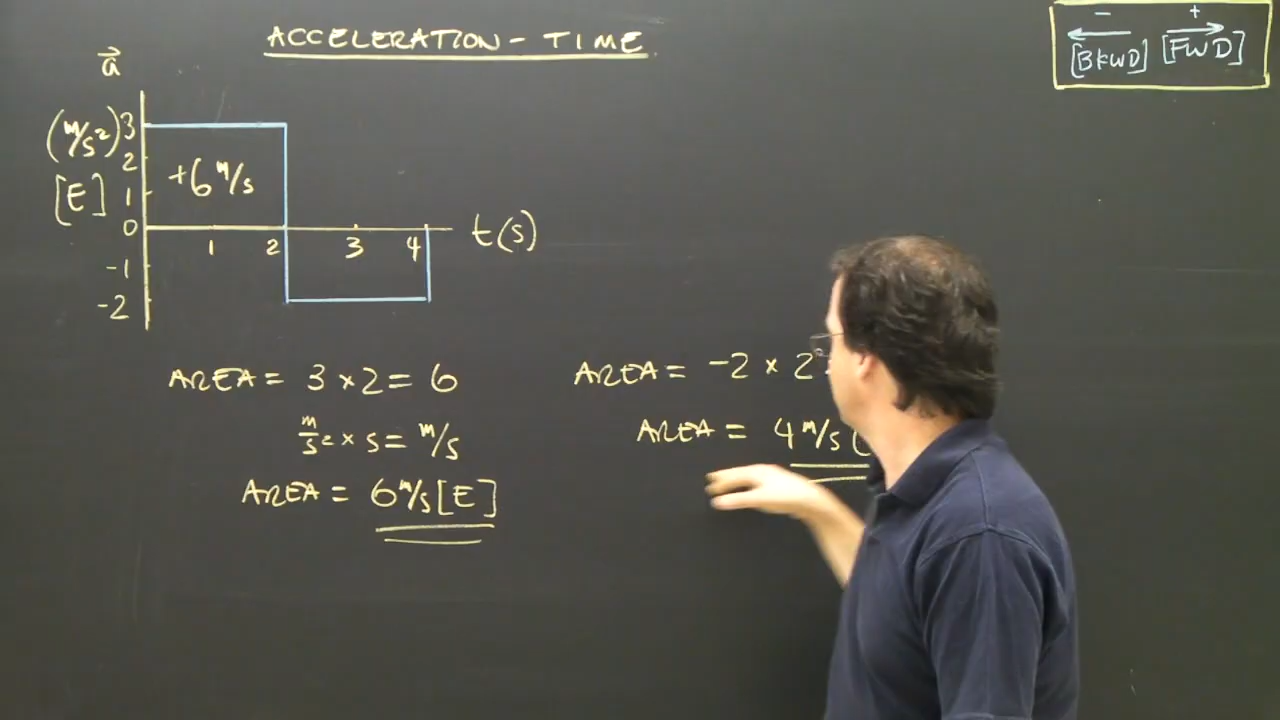 ACCELERATION - TIME
- +
[BKWD] [FWD]
a
(m/s²)
[E]
3
2
1
0
-1
-2
+6 m/s
1 2 3 4
t(s)
AREA = 3 × 2 = 6
m/s² × s = m/s
AREA = 6 m/s [E]
AREA = -2 × 2
AREA = 4 m/s [